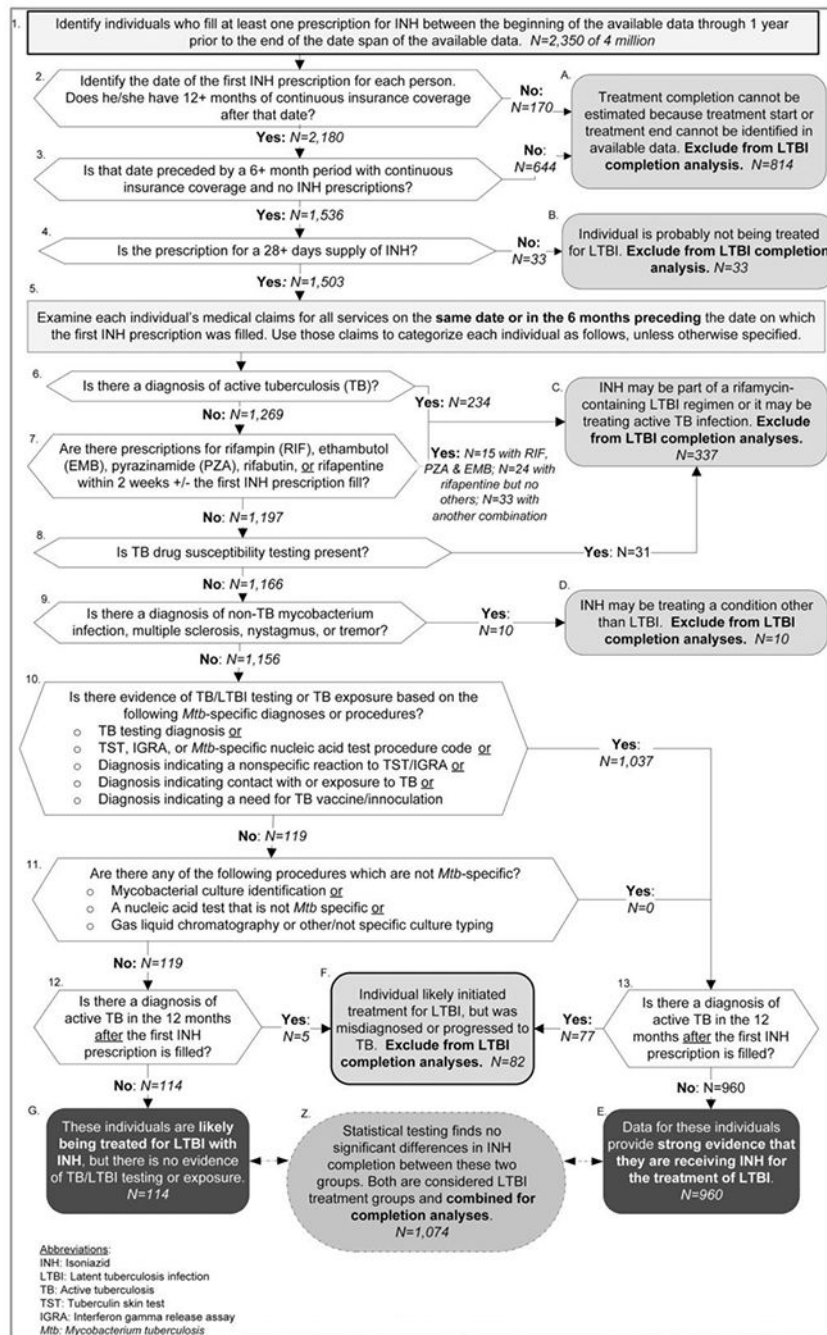 1.
Identify individuals who fill at least one prescription for INH between the beginning of the available data through 1 year
prior to the end of the date span of the available data. N=2,350 of 4 million
2.
Identify the date of the first INH prescription for each person.
Does he/she have 12+ months of continuous insurance coverage
after that date?
No:
N=170
A.
Treatment completion cannot be
estimated because treatment start or
treatment end cannot be identified in
available data. Exclude from LTBI
completion analysis. N=814
Yes: N=2,180
3.
Is that date preceded by a 6+ month period with continuous
insurance coverage and no INH prescriptions?
No:
N=644
Yes: N=1,536
4.
Is the prescription for a 28+ days supply of INH?
No:
N=33
B.
Individual is probably not being treated
for LTBI. Exclude from LTBI completion
analysis. N=33
Yes: N=1,503
5.
Examine each individual's medical claims for all services on the same date or in the 6 months preceding the date on which
the first INH prescription was filled. Use those claims to categorize each individual as follows, unless otherwise specified.
6.
Is there a diagnosis of active tuberculosis (TB)?
Yes: N=234
C.
INH may be part of a rifamycin-
containing LTBI regimen or it may be
treating active TB infection. Exclude
from LTBI completion analyses.
N=337
No: N=1,269
7.
Are there prescriptions for rifampin (RIF), ethambutol
(EMB), pyrazinamide (PZA), rifabutin, or rifapentine
within 2 weeks +/- the first INH prescription fill?
Yes: N=15 with RIF,
PZA & EMB; N=24 with
rifapentine but no
others; N=33 with
another combination
No: N=1,197
8.
Is TB drug susceptibility testing present?
Yes: N=31
No: N=1,166
9.
Is there a diagnosis of non-TB mycobacterium
infection, multiple sclerosis, nystagmus, or tremor?
Yes:
N=10
D.
INH may be treating a condition other
than LTBI. Exclude from LTBI
completion analyses. N=10
No: N=1,156
10.
Is there evidence of TB/LTBI testing or TB exposure based on the
following Mtb-specific diagnoses or procedures?
o TB testing diagnosis or
o TST, IGRA, or Mtb-specific nucleic acid test procedure code or
o Diagnosis indicating a nonspecific reaction to TST/IGRA or
o Diagnosis indicating contact with or exposure to TB or
o Diagnosis indicating a need for TB vaccine/innoculation
Yes:
N=1,037
No: N=119
11.
Are there any of the following procedures which are not Mtb-specific?
o Mycobacterial culture identification or
o A nucleic acid test that is not Mtb specific or
o Gas liquid chromatography or other/not specific culture typing
Yes:
N=0
No: N=119
12.
Is there a diagnosis of
active TB in the 12 months
after the first INH
prescription is filled?
Yes:
N=5
F.
Individual likely initiated
treatment for LTBI, but was
misdiagnosed or progressed to
TB. Exclude from LTBI
completion analyses. N=82
Yes:
N=77
13.
Is there a diagnosis of
active TB in the 12
months after the first INH
prescription is filled?
No:
N=114
No: N=960
G.
These individuals are likely
being treated for LTBI with
INH, but there is no evidence
of TB/LTBI testing or exposure.
N=114
Z.
Statistical testing finds no
significant differences in INH
completion between these two
groups. Both are considered LTBI
treatment groups and combined for
completion analyses.
N=1,074
E.
Data for these individuals
provide strong evidence that
they are receiving INH for
the treatment of LTBI.
N=960
Abbreviations:
INH: Isoniazid
LTBI: Latent tuberculosis infection
TB: Active tuberculosis
TST: Tuberculin skin test
IGRA: Interferon gamma release assay
Mtb: Mycobacterium tuberculosis